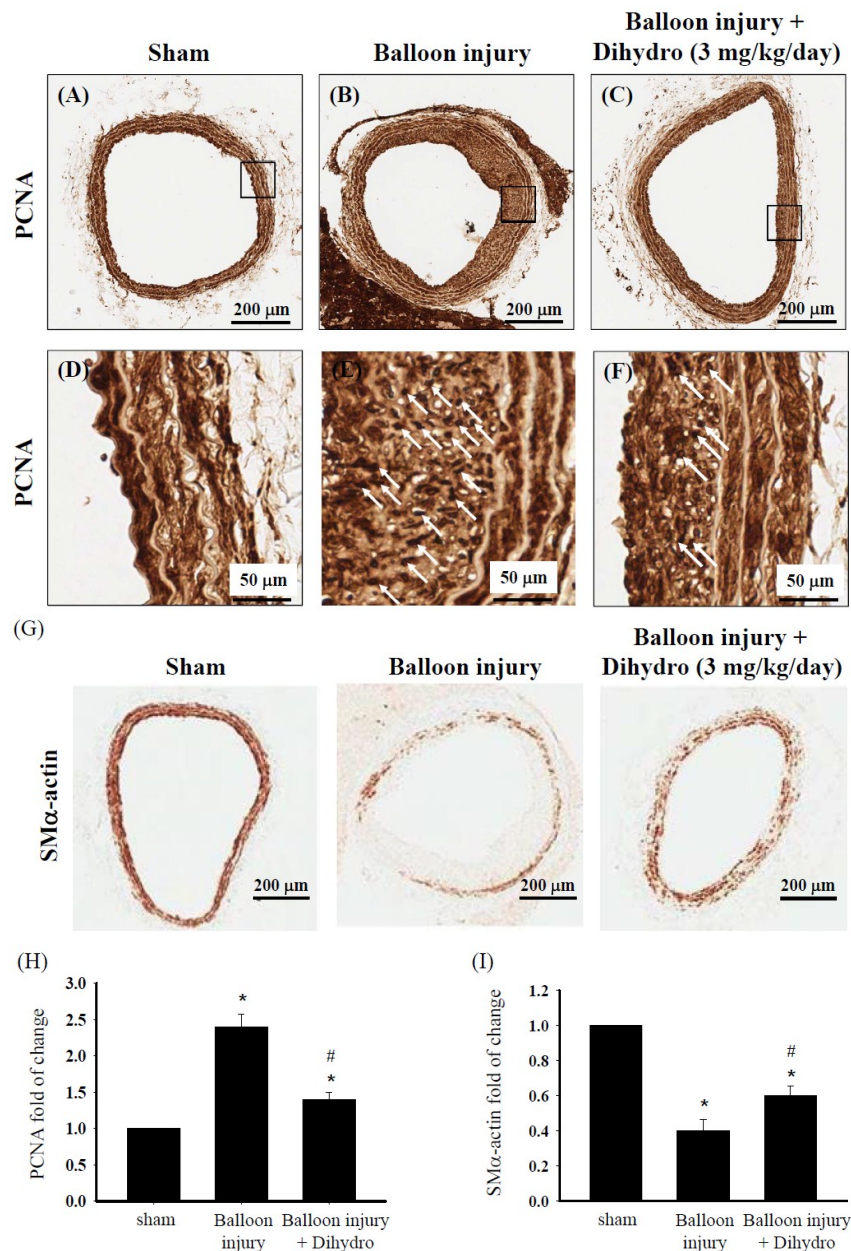 Sham
Balloon injury
Balloon injury +
Dihydro (3 mg/kg/day)
PCNA
(A)
200 μm
(B)
200 μm
(C)
200 μm
PCNA
(D)
50 μm
(E)
50 μm
(F)
50 μm
(G)
Sham
Balloon injury
Balloon injury +
Dihydro (3 mg/kg/day)
SMα-actin
200 μm
200 μm
200 μm
(H)
PCNA fold of change
3.0
2.5
2.0
1.5
1.0
0.5
0.0
*
#
*
sham
Balloon
injury
Balloon injury
+ Dihydro
(I)
SMα-actin fold of change
1.2
1.0
0.8
0.6
0.4
0.2
0.0
*
#
*
sham
Balloon
injury
Balloon injury
+ Dihydro